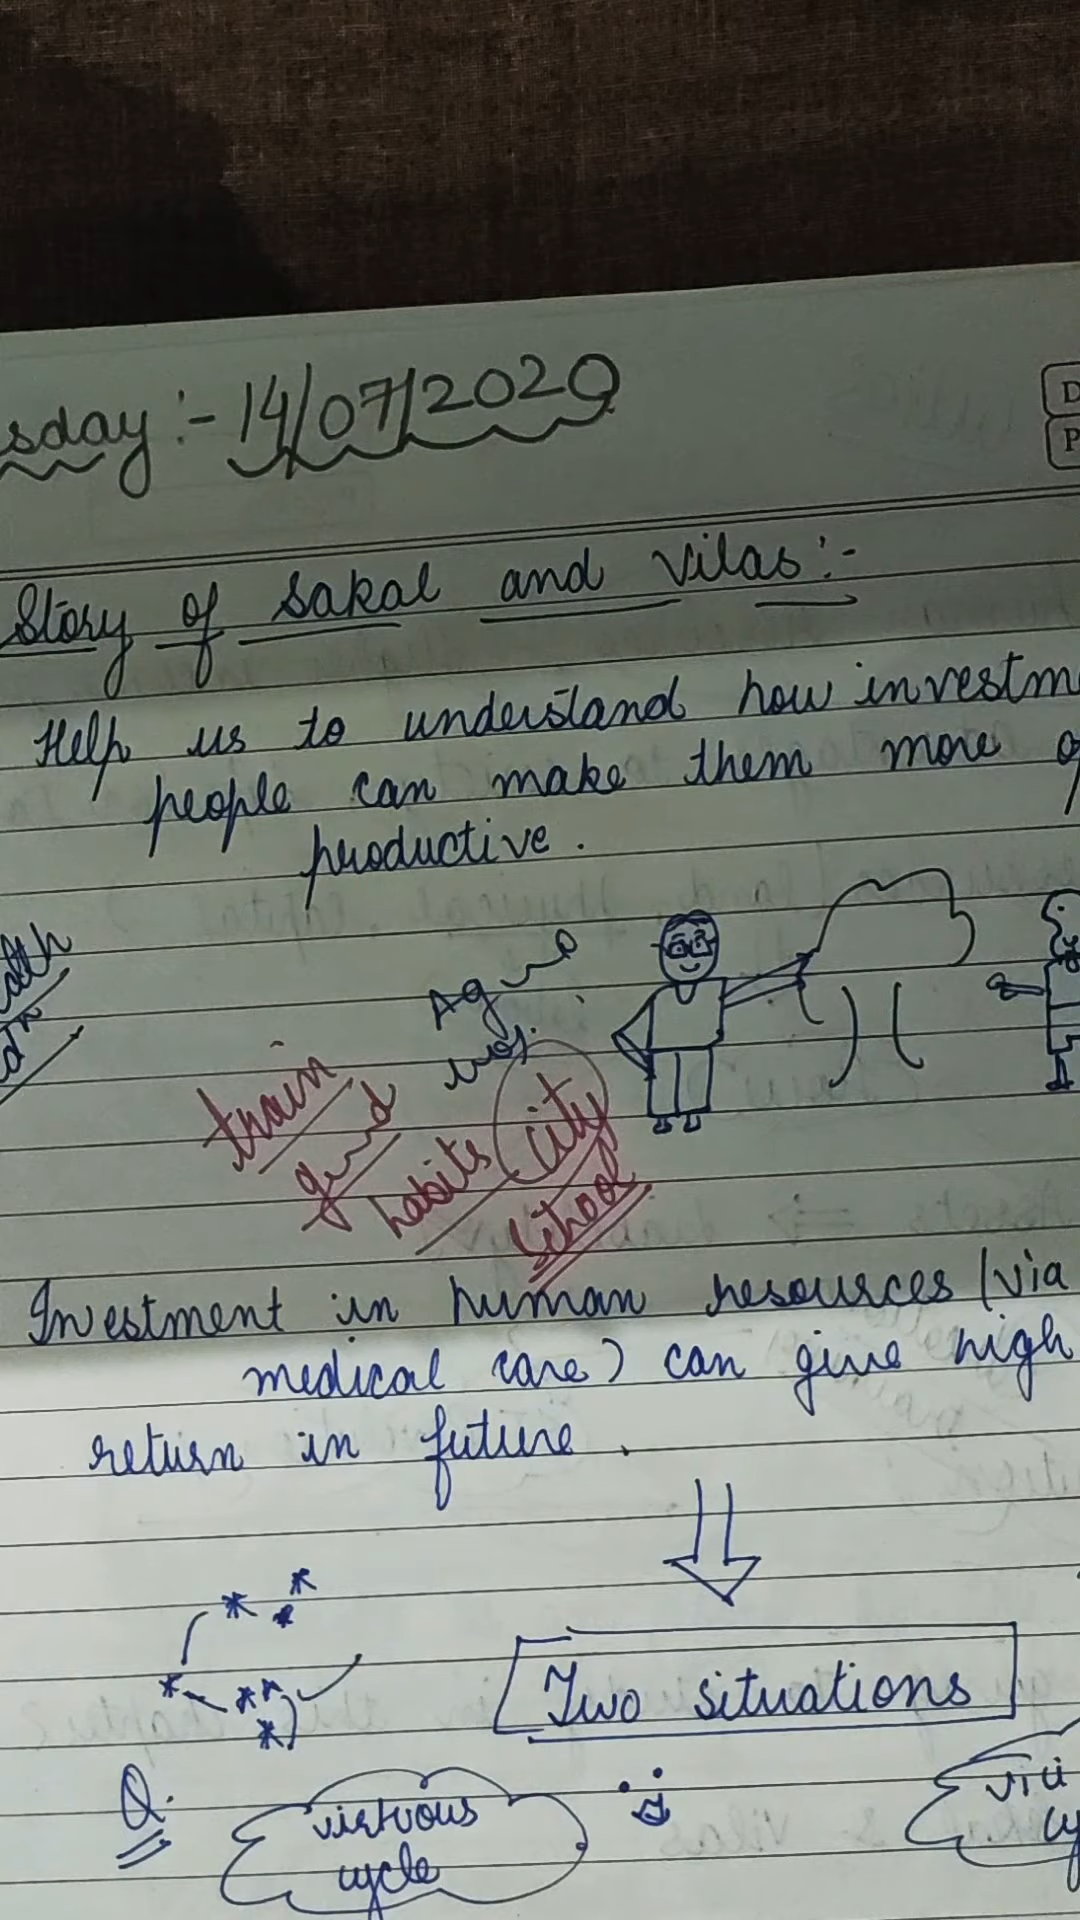 sday :- 14/07/2020
D
P
Story of Sakal and Vilas :-
Help us to understand how investm
people can make them more
productive.
train
habits
city
school
Investment in human resources (via
medical care) can give high
return in future.
Two situations
Q.
virtuous
cycle
vici
cy